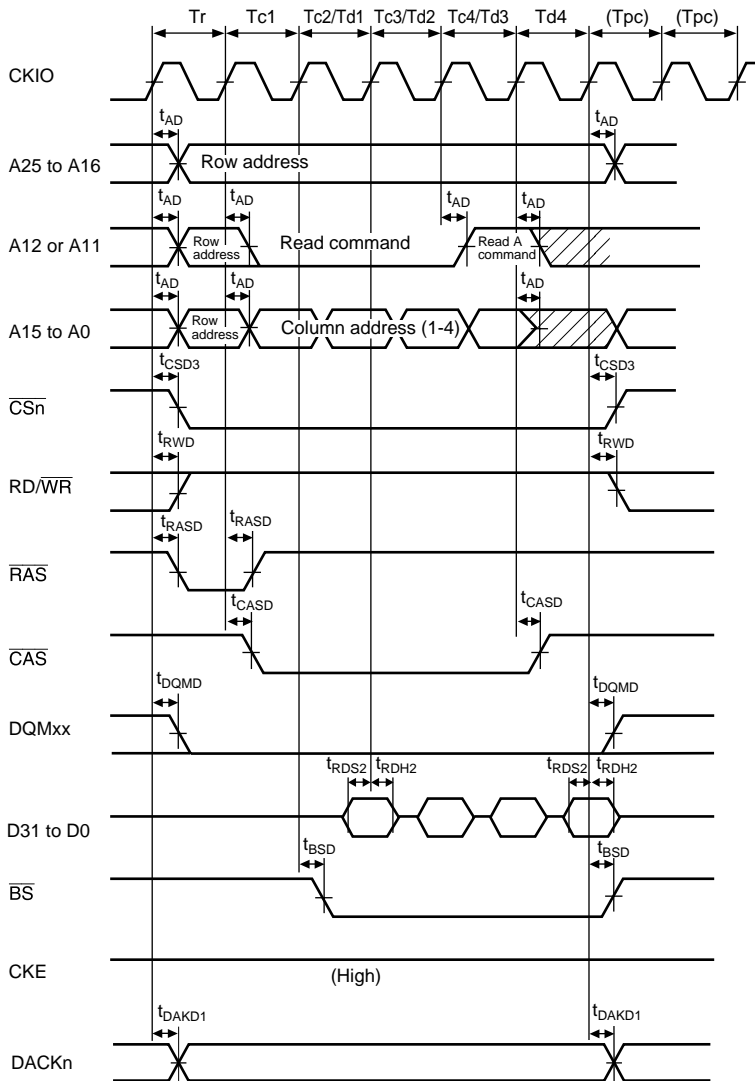 Tr Tc1 Tc2/Td1 Tc3/Td2 Tc4/Td3 Td4 (Tpc) (Tpc)
CKIO
tAD tAD
A25 to A16 Row address
tAD tAD tAD tAD
A12 or A11 Row address Read command Read A command
tAD tAD tAD
A15 to A0 Row address Column address (1-4)
tCSD3 tCSD3
CSn
tRWD tRWD
RD/WR
tRASD tRASD
RAS
tCASD tCASD
CAS
tDQMD tDQMD
DQMxx
tRDS2 tRDH2 tRDS2 tRDH2
D31 to D0
tBSD tBSD
BS
CKE (High)
tDAKD1 tDAKD1
DACKn